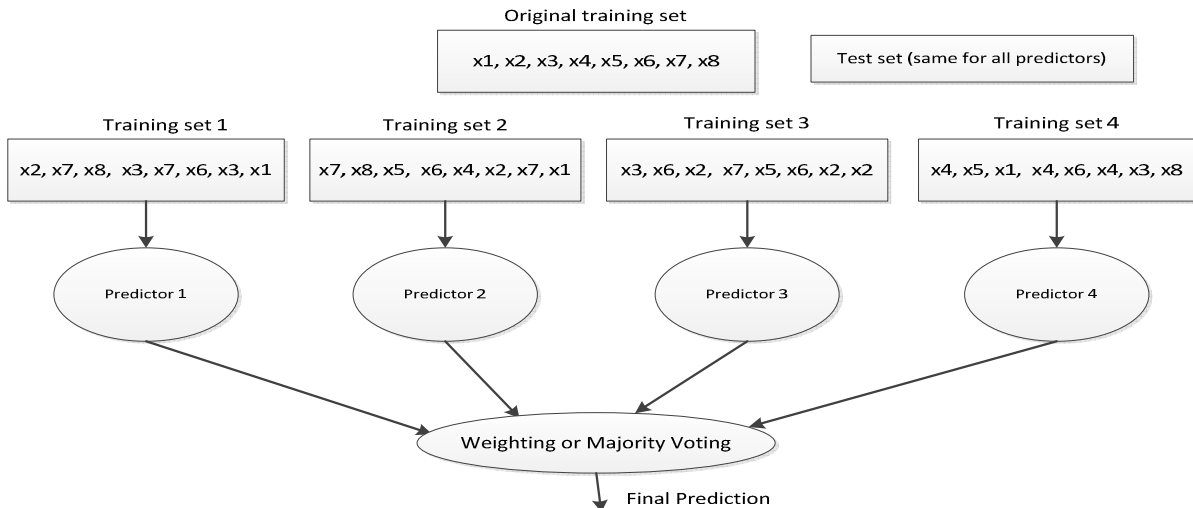 Original training set
x1, x2, x3, x4, x5, x6, x7, x8
Test set (same for all predictors)
Training set 1
Training set 2
Training set 3
Training set 4
x2, x7, x8, x3, x7, x6, x3, x1
x7, x8, x5, x6, x4, x2, x7, x1
x3, x6, x2, x7, x5, x6, x2, x2
x4, x5, x1, x4, x6, x4, x3, x8
Predictor 1
Predictor 2
Predictor 3
Predictor 4
Weighting or Majority Voting
Final Prediction